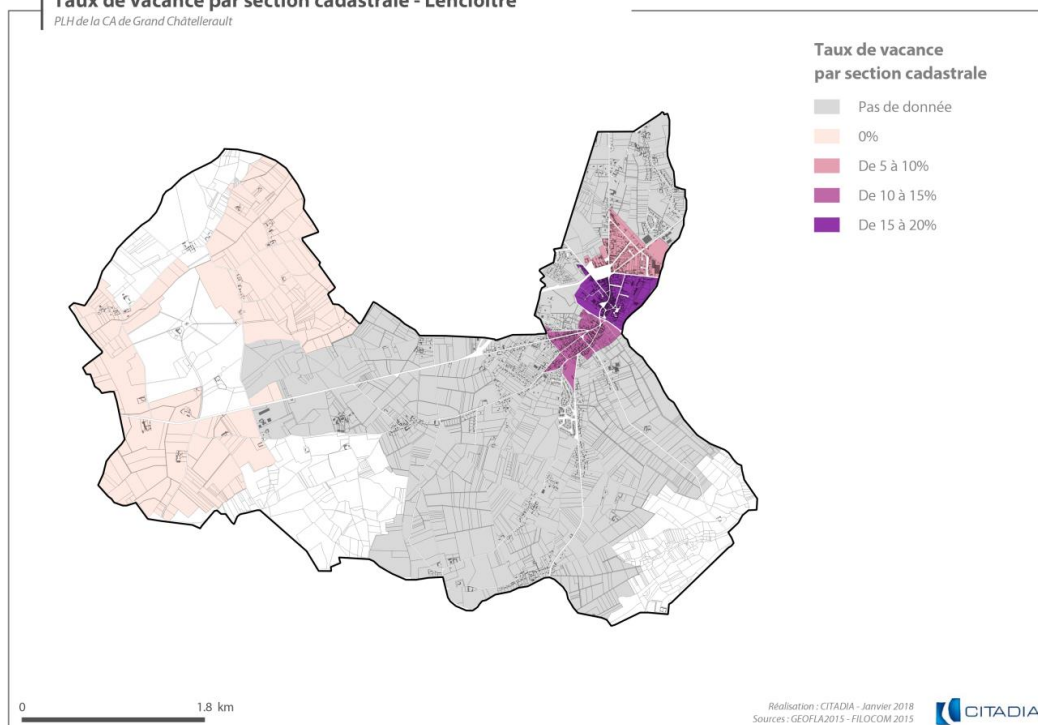 Taux de vacance par section cadastrale - Lencloître
PLH de la CA de Grand Châtellerault
Taux de vacance
par section cadastrale
Pas de donnée
0%
De 5 à 10%
De 10 à 15%
De 15 à 20%
0 1.8 km
Réalisation : CITADIA - Janvier 2018
Sources : GEOFLA2015 - FILOCOM 2015
CITADIA